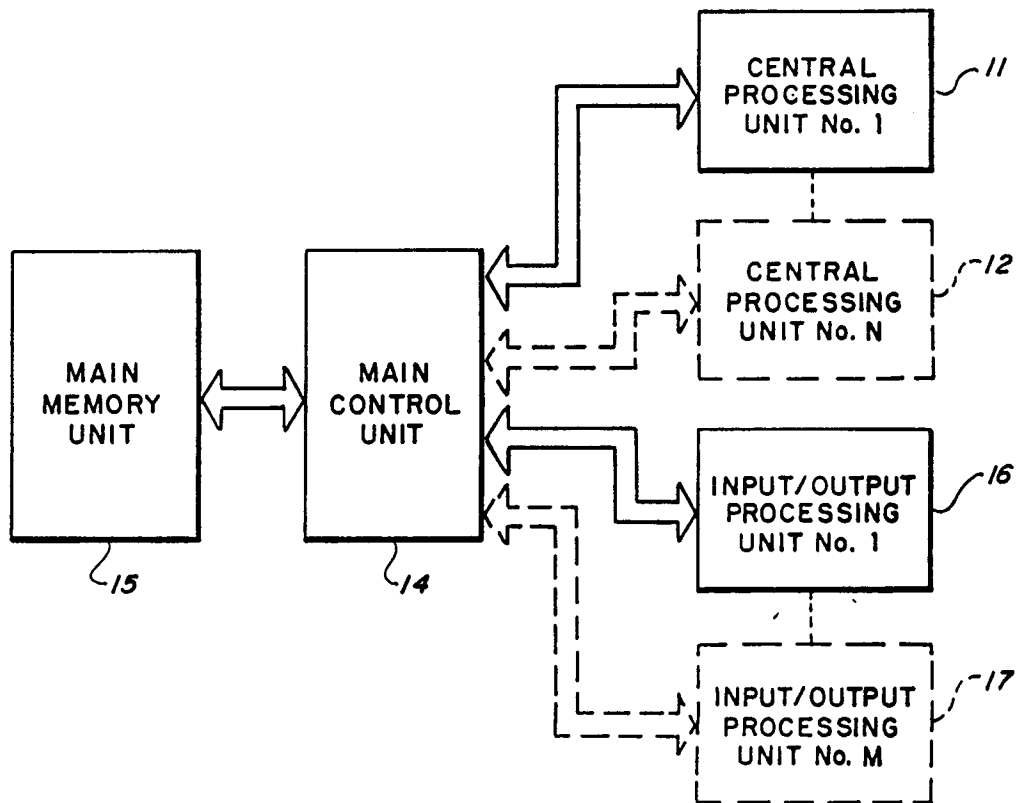 CENTRAL
PROCESSING
UNIT No. 1
11
CENTRAL
PROCESSING
UNIT No. N
12
MAIN
MEMORY
UNIT
15
MAIN
CONTROL
UNIT
14
INPUT/OUTPUT
PROCESSING
UNIT No. 1
16
INPUT/OUTPUT
PROCESSING
UNIT No. M
17